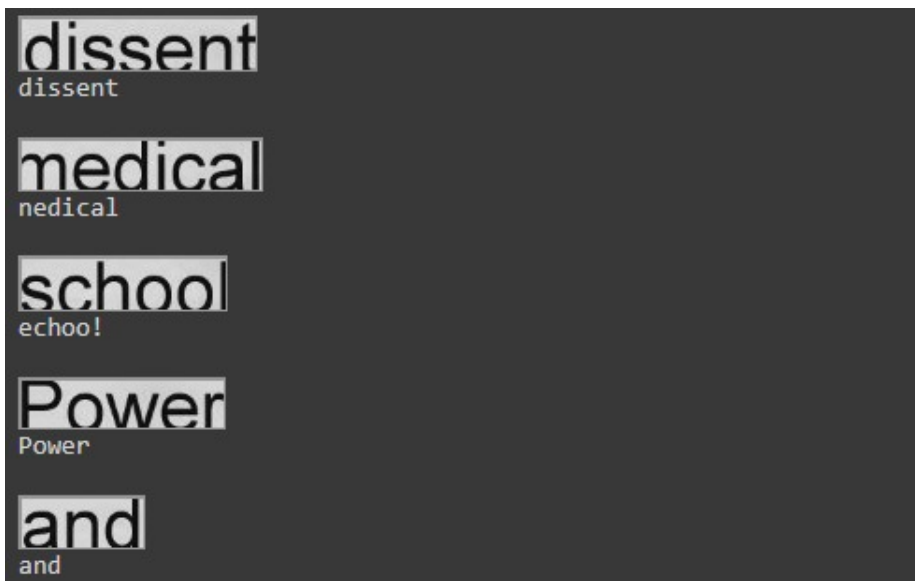 dissent
dissent
medical
nedical
school
echoo!
Power
Power
and
and